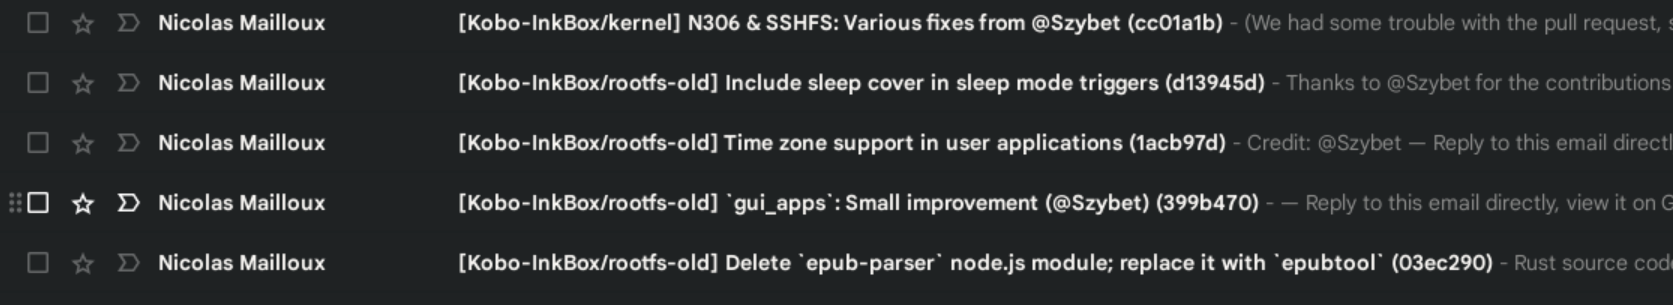 Nicolas Mailloux [Kobo-InkBox/kernel] N306 & SSHFS: Various fixes from @Szybet (cc01a1b) - (We had some trouble with the pull request,
Nicolas Mailloux [Kobo-InkBox/rootfs-old] Include sleep cover in sleep mode triggers (d13945d) - Thanks to @Szybet for the contributions
Nicolas Mailloux [Kobo-InkBox/rootfs-old] Time zone support in user applications (1acb97d) - Credit: @Szybet — Reply to this email directl
Nicolas Mailloux [Kobo-InkBox/rootfs-old] `gui_apps`: Small improvement (@Szybet) (399b470) - — Reply to this email directly, view it on G
Nicolas Mailloux [Kobo-InkBox/rootfs-old] Delete `epub-parser` node.js module; replace it with `epubtool` (03ec290) - Rust source cod